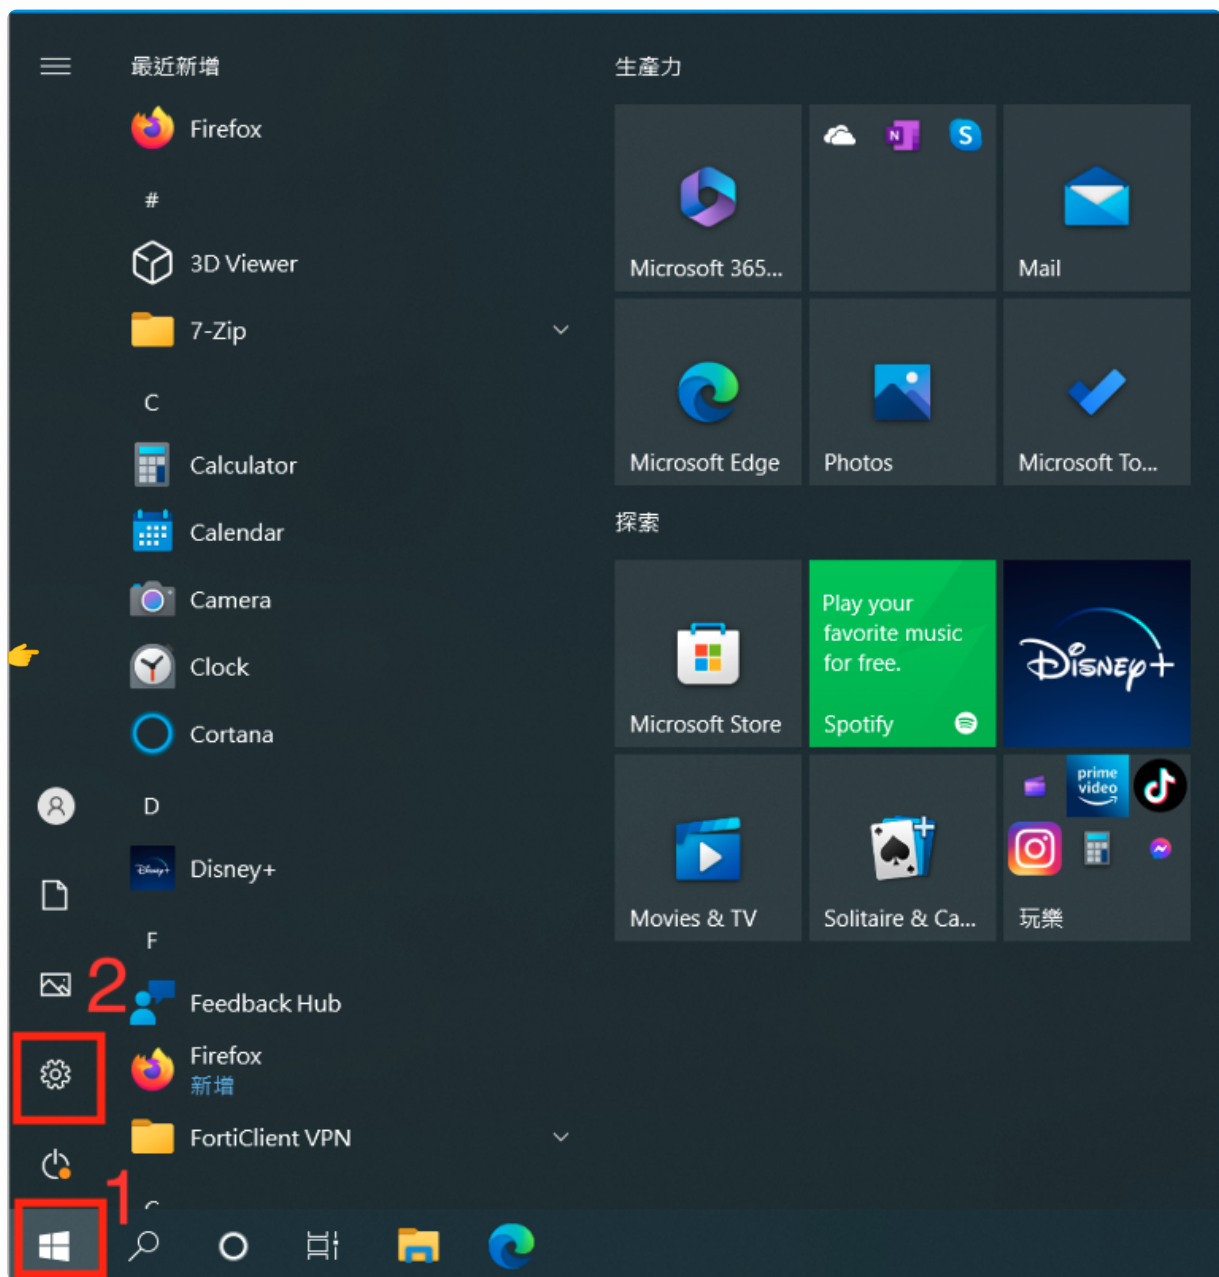 最近新增
Firefox
#
3D Viewer
7-Zip
C
Calculator
Calendar
Camera
Clock
Cortana
D
Disney+
Disney+
F
Feedback Hub
Firefox
新增
FortiClient VPN
2
1
生產力
N
S
Microsoft 365...
Mail
Microsoft Edge
Photos
Microsoft To...
探索
Microsoft Store
Play your
favorite music
for free.
Spotify
Disney+
Movies & TV
Solitaire & Ca...
prime
video
玩樂